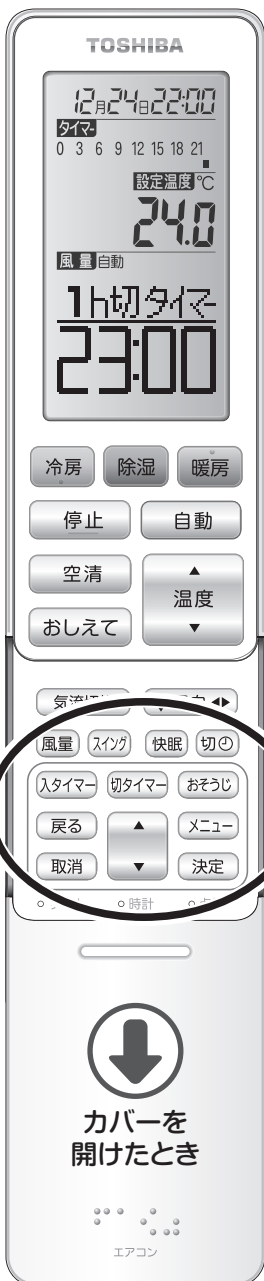 TOSHIBA
12月24日22:00
タイマー
0 3 6 9 12 15 18 21
設定温度 ℃
24.0
風量 自動
1h切タイマー
23:00
冷房 除湿 暖房
停止 自動
空清 ▲
温度
おしえて ▼
風量 スイング 快眠 切
入タイマー 切タイマー おそうじ
戻る ▲ メニュー
取消 ▼ 決定
時計
カバーを
開けたとき
エアコン